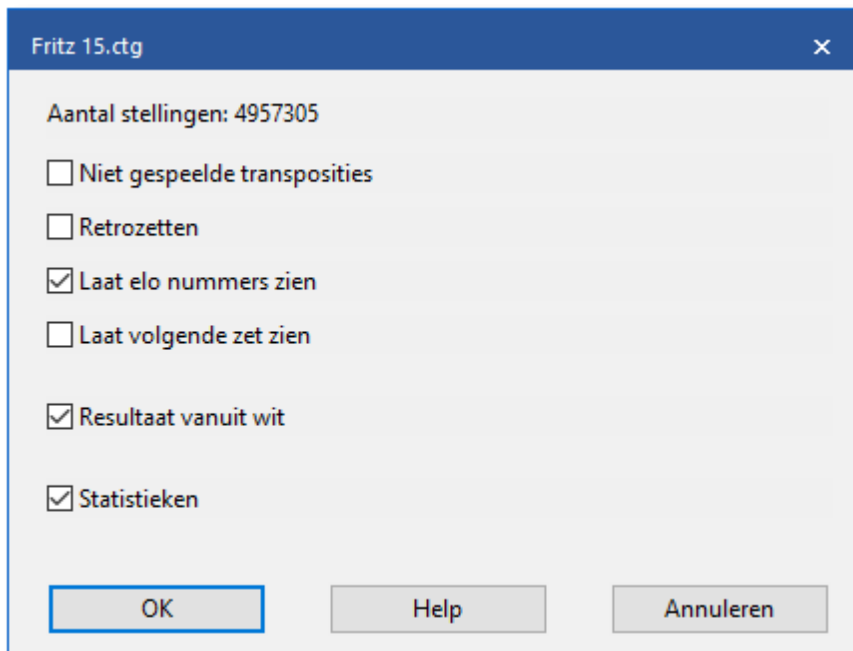 Fritz 15.ctg
Aantal stellingen: 4957305
Niet gespeelde transposities
Retrozetten
Laat elo nummers zien
Laat volgende zet zien
Resultaat vanuit wit
Statistieken
OK Help Annuleren